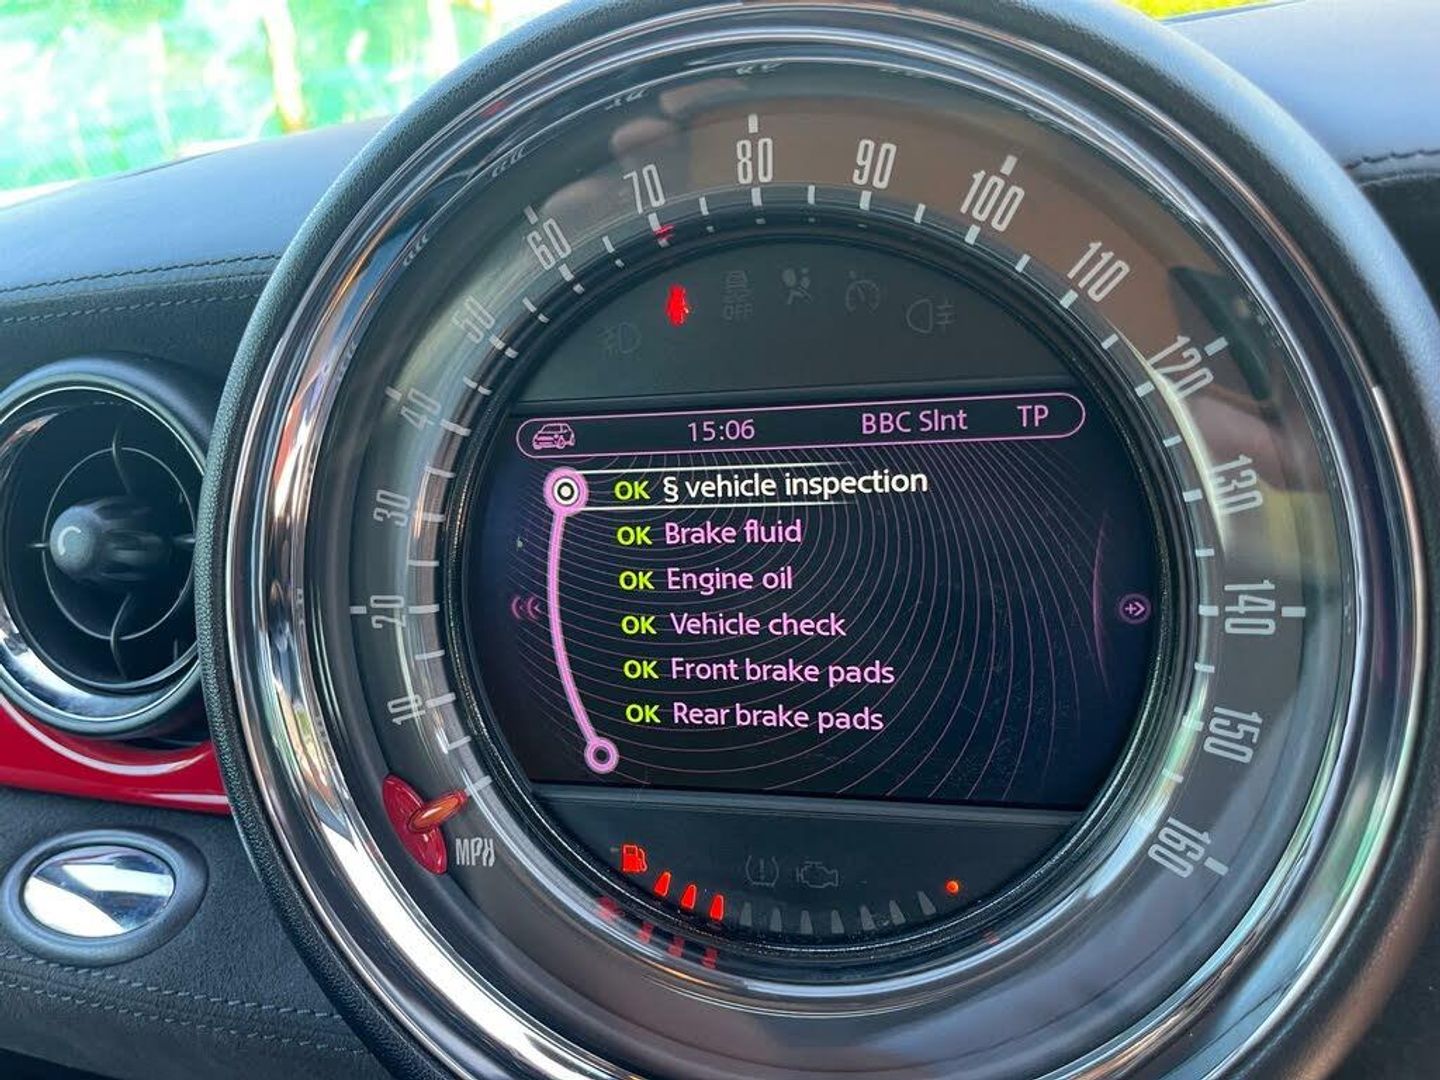 80
90
70
100
60
110
50
120
40
130
30
140
20
150
10
160
MPH
OFF
15:06 BBC Slnt TP
OK § vehicle inspection
OK Brake fluid
OK Engine oil
OK Vehicle check
OK Front brake pads
OK Rear brake pads